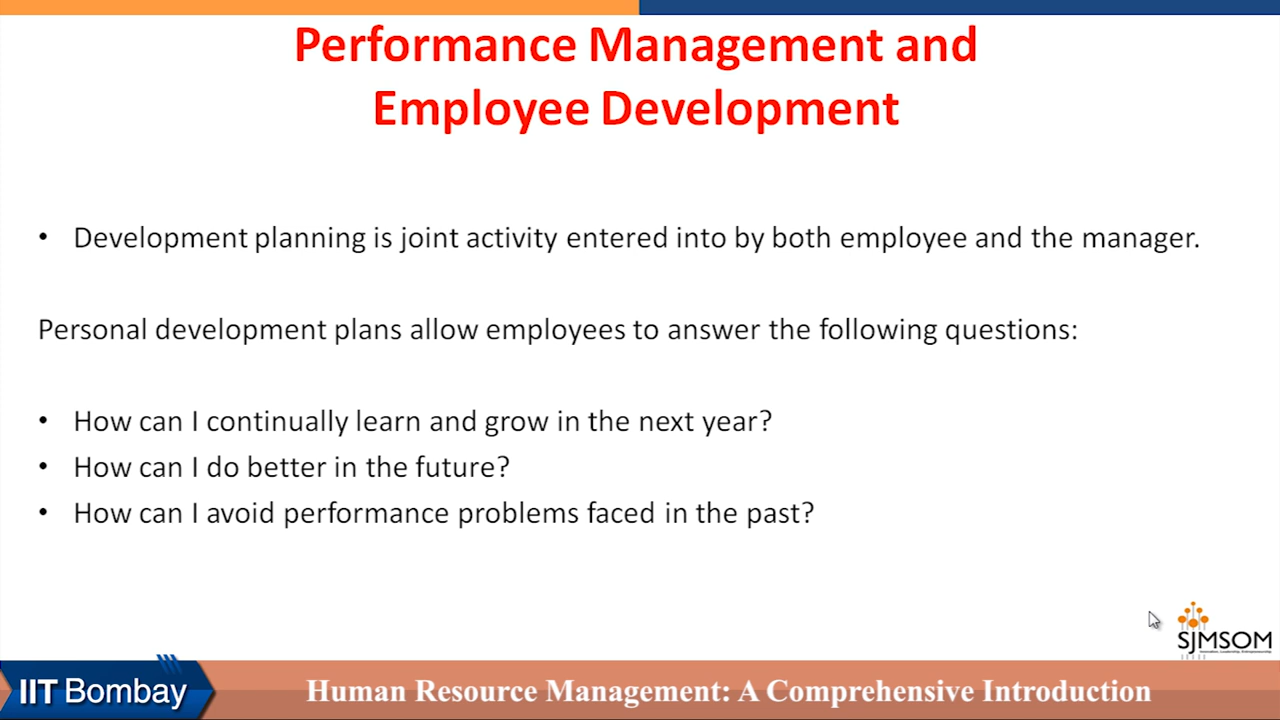 Performance Management and
Employee Development
• Development planning is joint activity entered into by both employee and the manager.
Personal development plans allow employees to answer the following questions:
• How can I continually learn and grow in the next year?
• How can I do better in the future?
• How can I avoid performance problems faced in the past?
SJMSOM
IIT Bombay
Human Resource Management: A Comprehensive Introduction